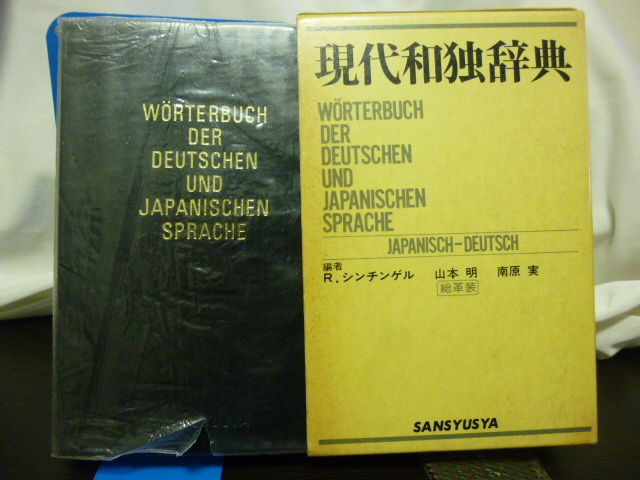 WÖRTERBUCH
DER
DEUTSCHEN
UND
JAPANISCHEN
SPRACHE
現代和独辞典
WÖRTERBUCH
DER
DEUTSCHEN
UND
JAPANISCHEN
SPRACHE
JAPANISCH-DEUTSCH
編者
R.シンチンゲル 山本 明 南原 実
総革装
SANSYUSYA